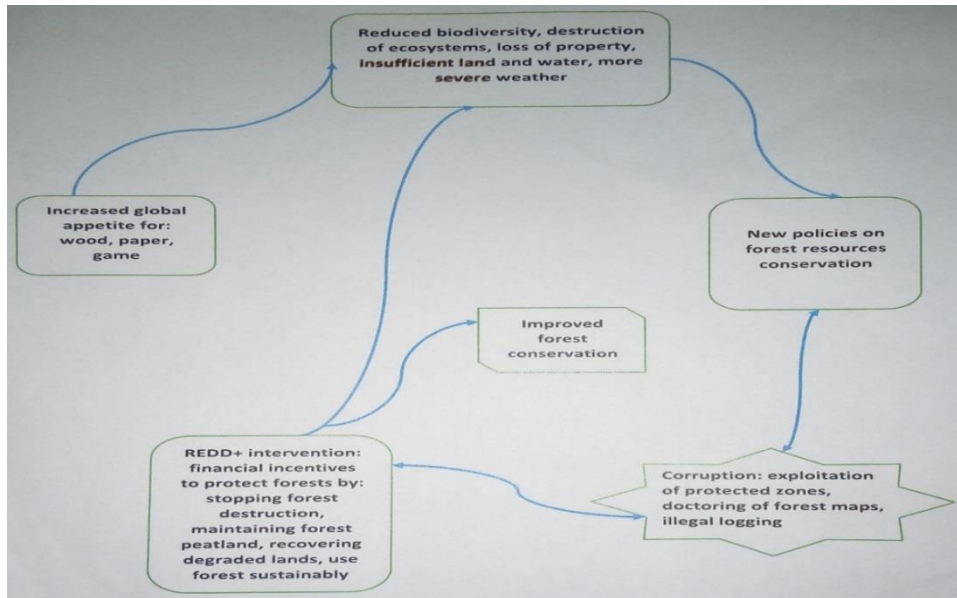 Reduced biodiversity, destruction
of ecosystems, loss of property,
insufficient land and water, more
severe weather
Increased global
appetite for:
wood, paper,
game
New policies on
forest resources
conservation
Improved
forest
conservation
REDD+ intervention:
financial incentives
to protect forests by:
stopping forest
destruction,
maintaining forest
peatland, recovering
degraded lands, use
forest sustainably
Corruption: exploitation
of protected zones,
doctoring of forest maps,
illegal logging